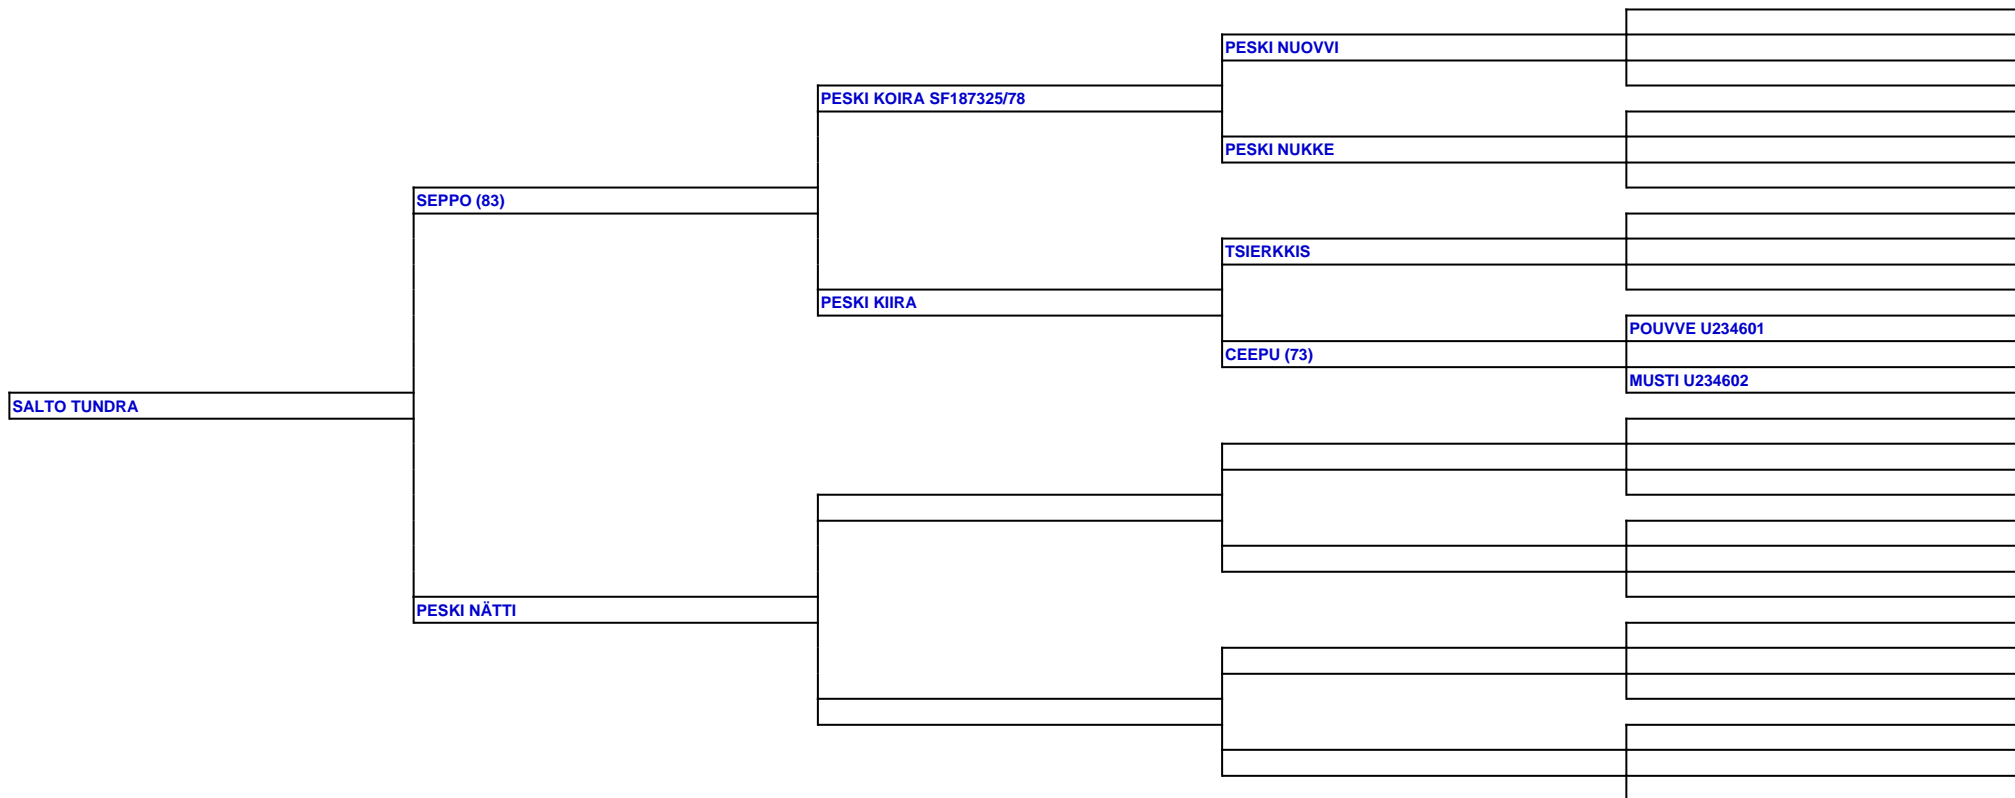 PESKI NUOVVI
PESKI KOIRA SF187325/78
PESKI NUKKE
SEPPO (83)
TSIERKKIS
PESKI KIIRA
POUVVE U234601
CEEPU (73)
MUSTI U234602
SALTO TUNDRA
PESKI NÄTTI